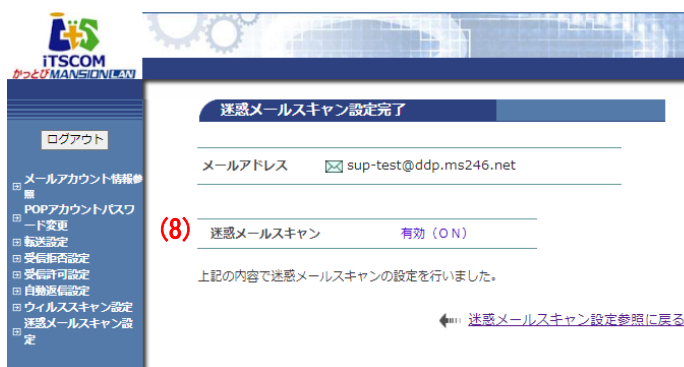 iTSCOM
かっとびMANSIONLAN
ログアウト
メールアカウント情報参
照
POPアカウントパスワ
ード変更
転送設定
受信拒否設定
受信許可設定
自動返信設定
ウィルススキャン設定
迷惑メールスキャン設
定
迷惑メールスキャン設定完了
メールアドレス sup-test@ddp.ms246.net
(8) 迷惑メールスキャン 有効（ON）
上記の内容で迷惑メールスキャンの設定を行いました。
迷惑メールスキャン設定参照に戻る